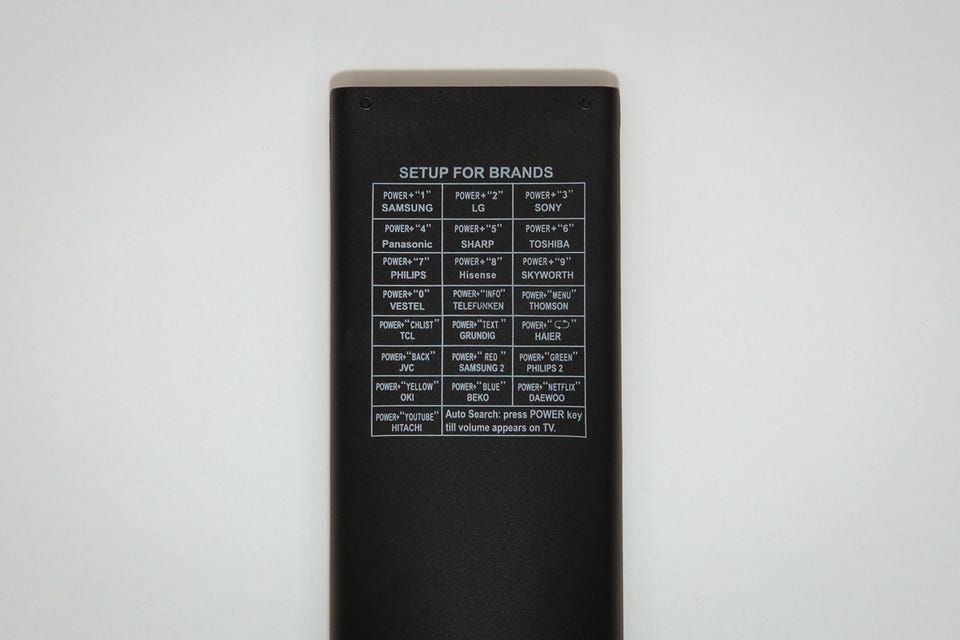 SETUP FOR BRANDS
POWER+“1” POWER+“2” POWER+“3”
SAMSUNG LG SONY
POWER+“4” POWER+“5” POWER+“6”
Panasonic SHARP TOSHIBA
POWER+“7” POWER+“8” POWER+“9”
PHILIPS Hisense SKYWORTH
POWER+“0” POWER+“INFO” POWER+“MENU”
VESTEL TELEFUNKEN THOMSON
POWER+“CHLIST” POWER+“TEXT ” POWER+“ ”
TCL GRUNDIG HAIER
POWER+“BACK” POWER+“ RED ” POWER+“GREEN”
JVC SAMSUNG 2 PHILIPS 2
POWER+“YELLOW” POWER+“BLUE” POWER+“NETFLIX”
OKI BEKO DAEWOO
POWER+“YOUTUBE” Auto Search: press POWER key
HITACHI till volume appears on TV.